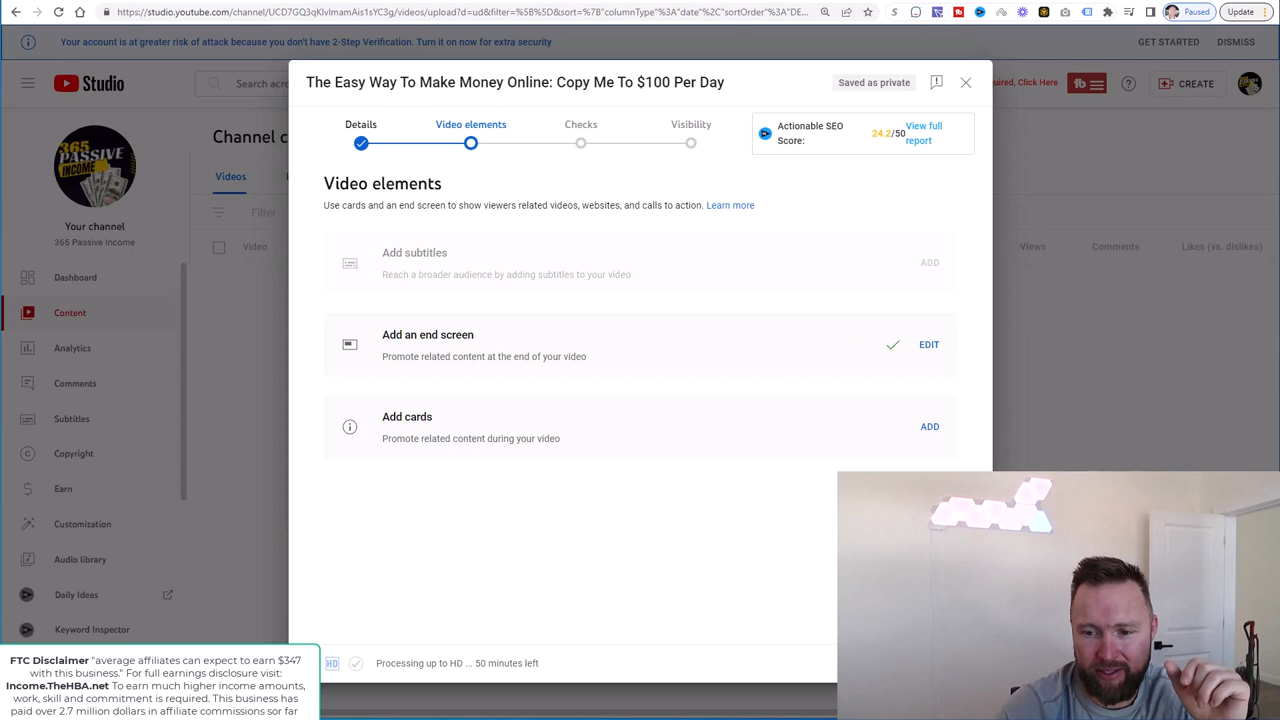 https://studio.youtube.com/channel/UCD7GQ3qKlvlmamAis1sYC3g/videos/upload?d=ud&filter=%5B%5D&sort=%7B"columnType"%3A"date"%2C"sortOrder"%3A"DE...
Paused
Update
Your account is at greater risk of attack because you don't have 2-Step Verification. Turn it on now for extra security
GET STARTED
DISMISS
Studio
Search acro
The Easy Way To Make Money Online: Copy Me To $100 Per Day
Saved as private
uired, Click Here
CREATE
Details
Video elements
Checks
Visibility
Actionable SEO
Score:
24.2/50
View full
report
Channel c
Videos
Filter
Video
Views
Comments
Likes (vs. dislikes)
365
PASSIVE
INCOME
Your channel
365 Passive Income
Dashboard
Content
Analytics
Comments
Subtitles
Copyright
Earn
Customization
Audio library
Daily Ideas
Keyword Inspector
Video elements
Use cards and an end screen to show viewers related videos, websites, and calls to action. Learn more
Add subtitles
Reach a broader audience by adding subtitles to your video
ADD
Add an end screen
Promote related content at the end of your video
EDIT
Add cards
Promote related content during your video
ADD
HD
Processing up to HD ... 50 minutes left
FTC Disclaimer "average affiliates can expect to earn $347
with this business." For full earnings disclosure visit:
Income.TheHBA.net To earn much higher income amounts,
work, skill and commitment is required. This business has
paid over 2.7 million dollars in affiliate commissions sor far